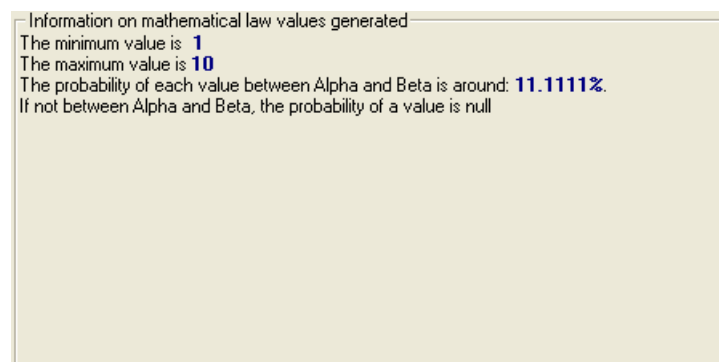 Information on mathematical law values generated
The minimum value is 1
The maximum value is 10
The probability of each value between Alpha and Beta is around: 11.1111%.
If not between Alpha and Beta, the probability of a value is null